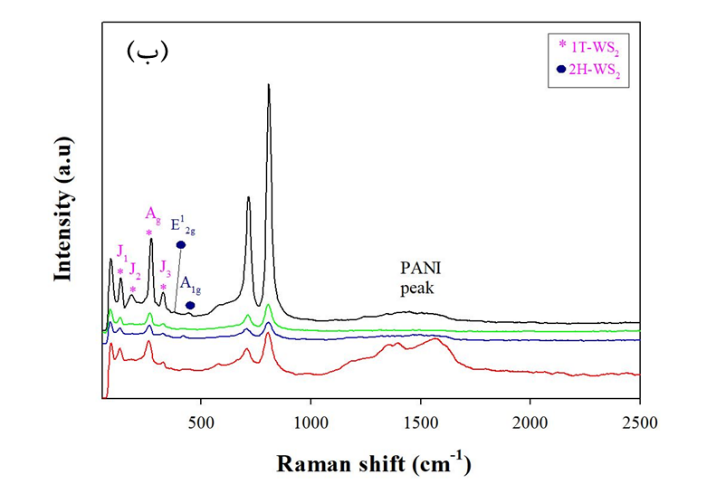 (ب)
* 1T-WS₂
● 2H-WS₂
Intensity (a.u)
J₁
J₂
A_g
J₃
E¹₂g
A₁g
PANI
peak
500
1000
1500
2000
2500
Raman shift (cm⁻¹)